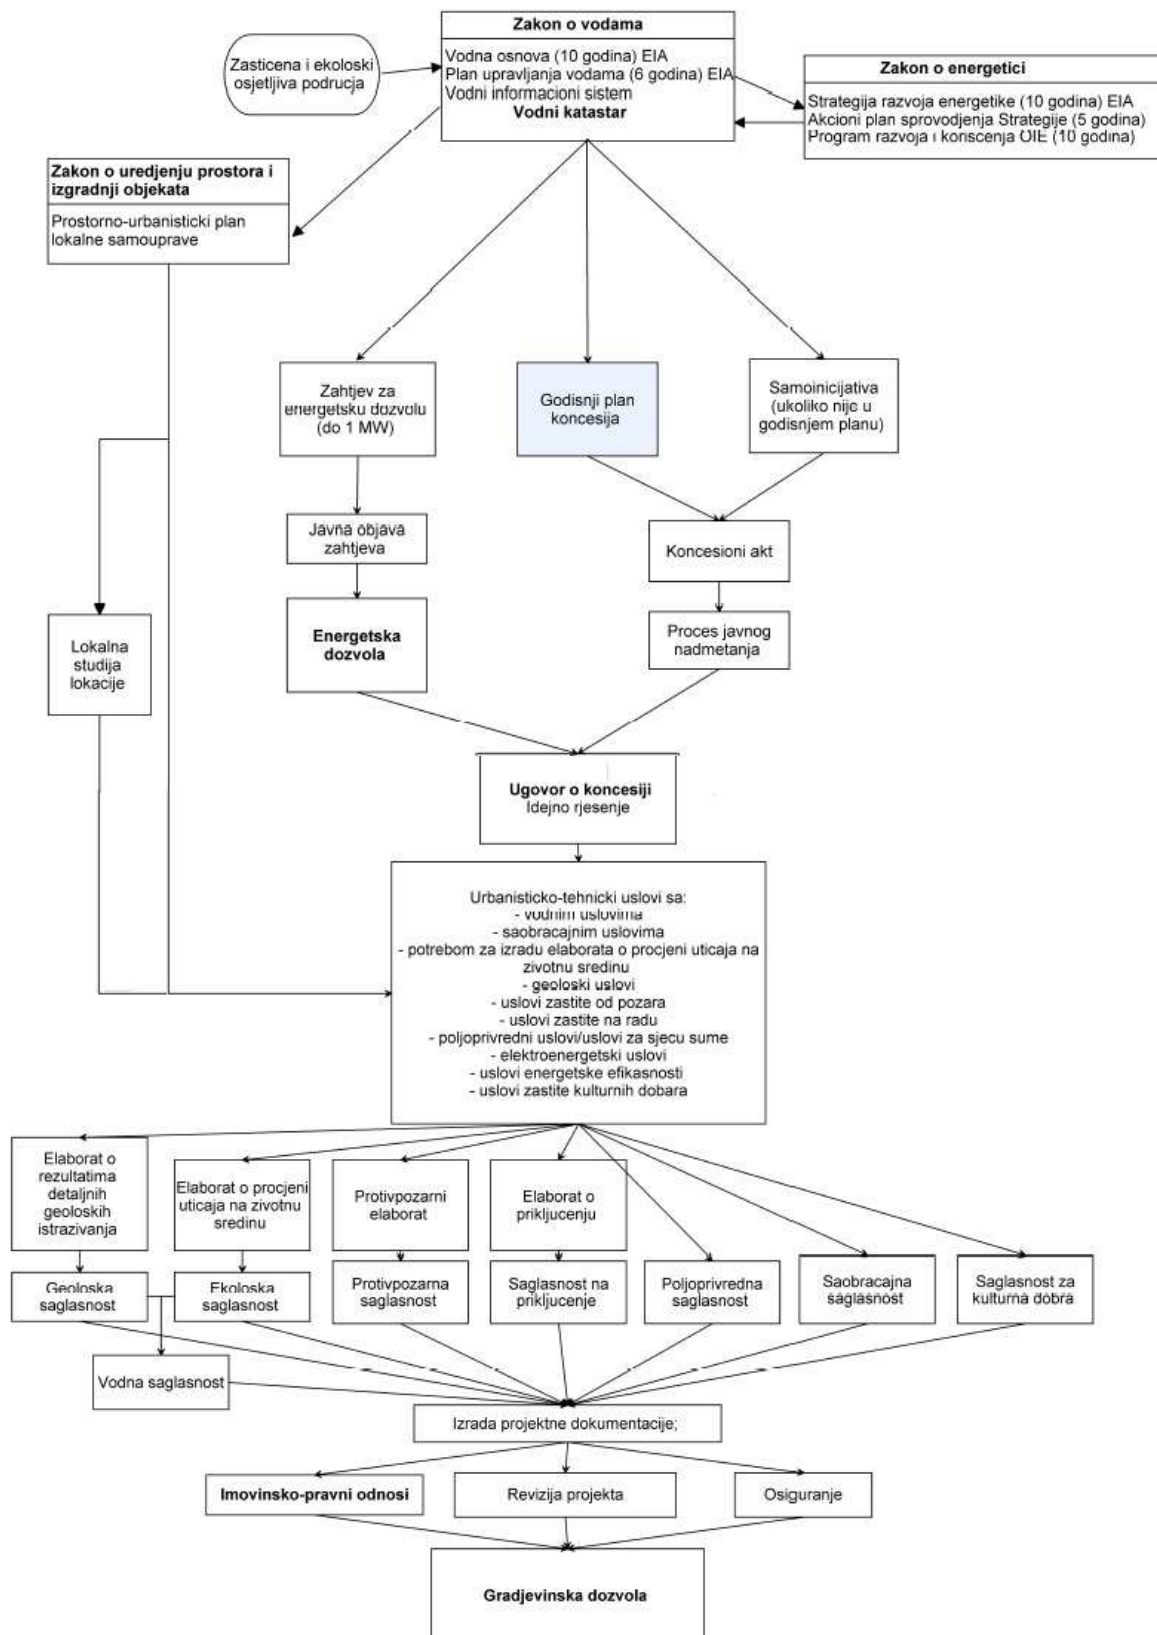 Zakon o vodama
Vodna osnova (10 godina) EIA
Plan upravljanja vodama (6 godina) EIA
Vodni informacioni sistem
Vodni katastar
Zasticena i ekoloski
osjetljiva podrucja
Zakon o energetici
Strategija razvoja energetike (10 godina) EIA
Akcioni plan sprovodjenja Strategije (5 godina)
Program razvoja i koriscenja OIE (10 godina)
Zakon o uredjenju prostora i
izgradnji objekata
Prostorno-urbanisticki plan
lokalne samouprave
Zahtjev za
energetsku dozvolu
(do 1 MW)
Godisnji plan
koncesija
Samoinicijativa
(ukoliko nije u
godisnjem planu)
Javna objava
zahtjeva
Koncesioni akt
Energetska
dozvola
Proces javnog
nadmetanja
Lokalna
studija
lokacije
Ugovor o koncesiji
Idejno rjesenje
Urbanisticko-tehnicki uslovi sa:
- vodnim uslovima
- saobracajnim uslovima
- potrebom za izradu elaborata o procjeni uticaja na
zivotnu sredinu
- geoloski uslovi
- uslovi zastite od pozara
- uslovi zastite na radu
- poljoprivredni uslovi/uslovi za sjecu sume
- elektroenergetski uslovi
- uslovi energetske efikasnosti
- uslovi zastite kulturnih dobara
Elaborat o
rezultatima
detaljnih
geoloskih
istrazivanja
Elaborat o procjeni
uticaja na zivotnu
sredinu
Protivpozarni
elaborat
Elaborat o
prikljucenju
Geoloska
saglasnost
Ekoloska
saglasnost
Protivpozarna
saglasnost
Saglasnost na
prikljucenje
Poljoprivredna
saglasnost
Saobracajna
saglasnost
Saglasnost za
kulturna dobra
Vodna saglasnost
Izrada projektne dokumentacije;
Imovinsko-pravni odnosi
Revizija projekta
Osiguranje
Gradjevinska dozvola